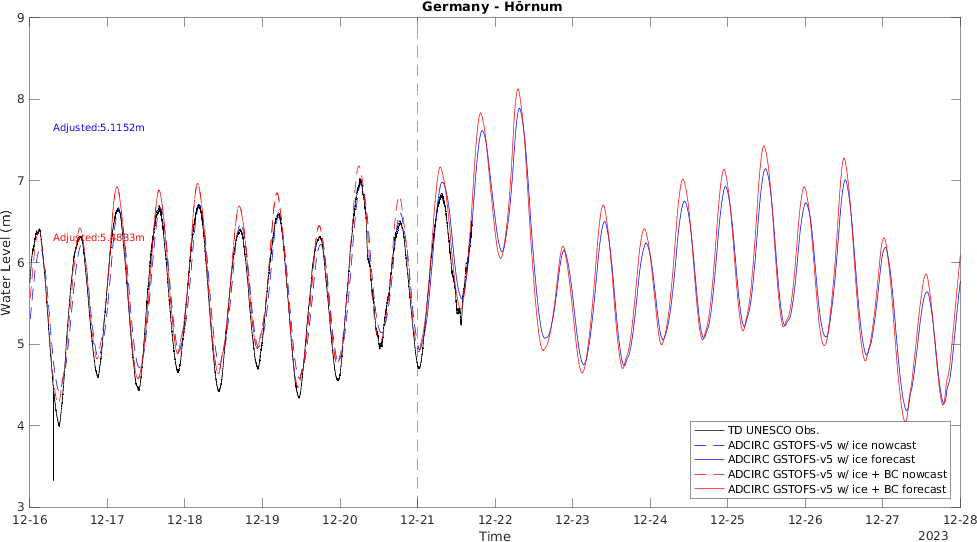 Germany - Hörnum
9
8
7
6
5
4
3
Water Level (m)
Adjusted:5.1152m
Adjusted:5.4883m
TD UNESCO Obs.
ADCIRC GSTOFS-v5 w/ ice nowcast
ADCIRC GSTOFS-v5 w/ ice forecast
ADCIRC GSTOFS-v5 w/ ice + BC nowcast
ADCIRC GSTOFS-v5 w/ ice + BC forecast
12-16 12-17 12-18 12-19 12-20 12-21 12-22 12-23 12-24 12-25 12-26 12-27 12-28
Time
2023